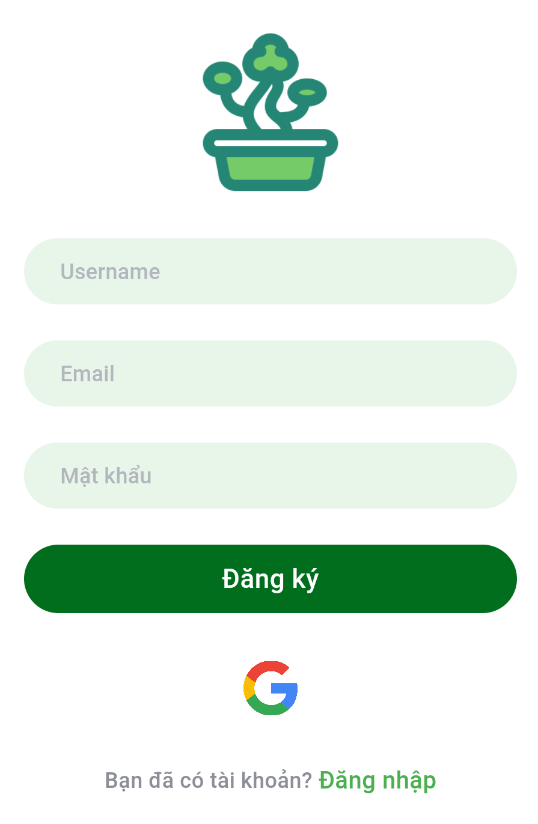 Username
Email
Mật khẩu
Đăng ký
Bạn đã có tài khoản? Đăng nhập